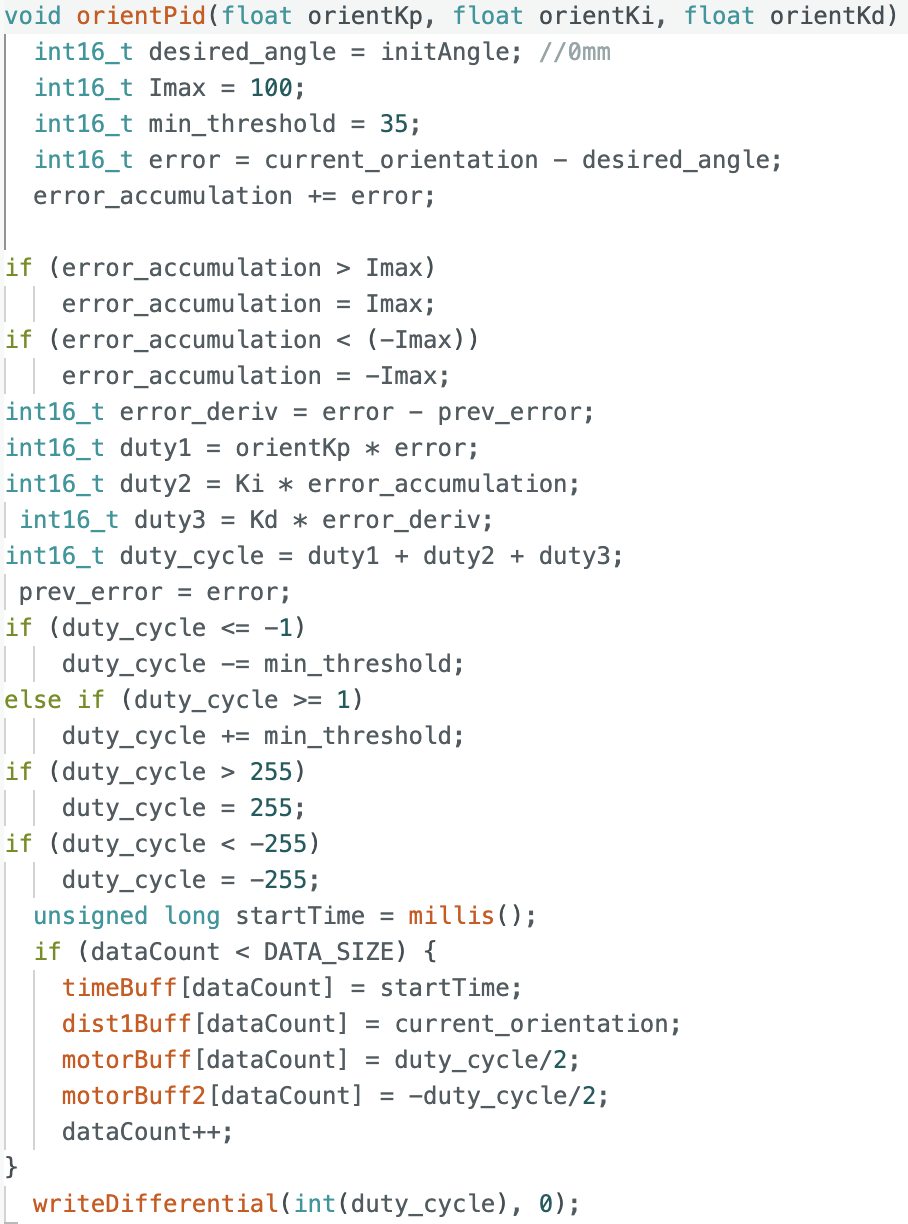 void orientPid(float orientKp, float orientKi, float orientKd)
int16_t desired_angle = initAngle; //0mm
int16_t Imax = 100;
int16_t min_threshold = 35;
int16_t error = current_orientation - desired_angle;
error_accumulation += error;
if (error_accumulation > Imax)
error_accumulation = Imax;
if (error_accumulation < (-Imax))
error_accumulation = -Imax;
int16_t error_deriv = error - prev_error;
int16_t duty1 = orientKp * error;
int16_t duty2 = Ki * error_accumulation;
int16_t duty3 = Kd * error_deriv;
int16_t duty_cycle = duty1 + duty2 + duty3;
prev_error = error;
if (duty_cycle <= -1)
duty_cycle -= min_threshold;
else if (duty_cycle >= 1)
duty_cycle += min_threshold;
if (duty_cycle > 255)
duty_cycle = 255;
if (duty_cycle < -255)
duty_cycle = -255;
unsigned long startTime = millis();
if (dataCount < DATA_SIZE) {
timeBuff[dataCount] = startTime;
dist1Buff[dataCount] = current_orientation;
motorBuff[dataCount] = duty_cycle/2;
motorBuff2[dataCount] = -duty_cycle/2;
dataCount++;
}
writeDifferential(int(duty_cycle), 0);